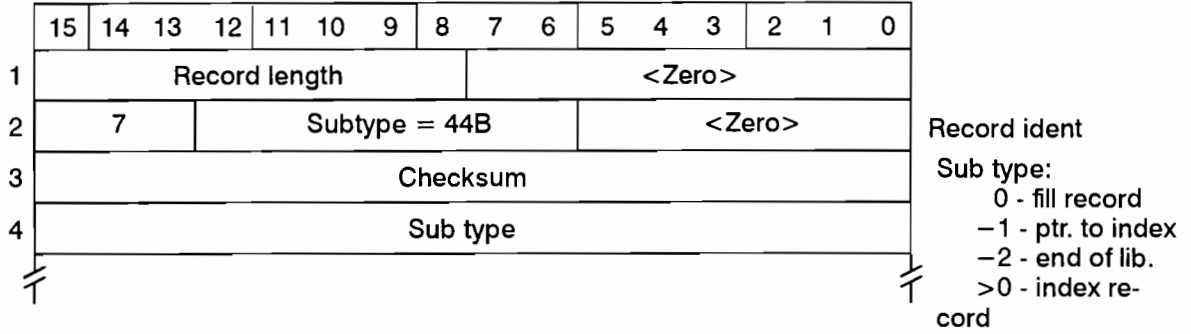 15 14 13 12 11 10 9 8 7 6 5 4 3 2 1 0
1 Record length <Zero>
2 7 Subtype = 44B <Zero> Record ident
3 Checksum
Sub type:
0 - fill record
4 Sub type
−1 - ptr. to index
−2 - end of lib.
>0 - index re-
cord